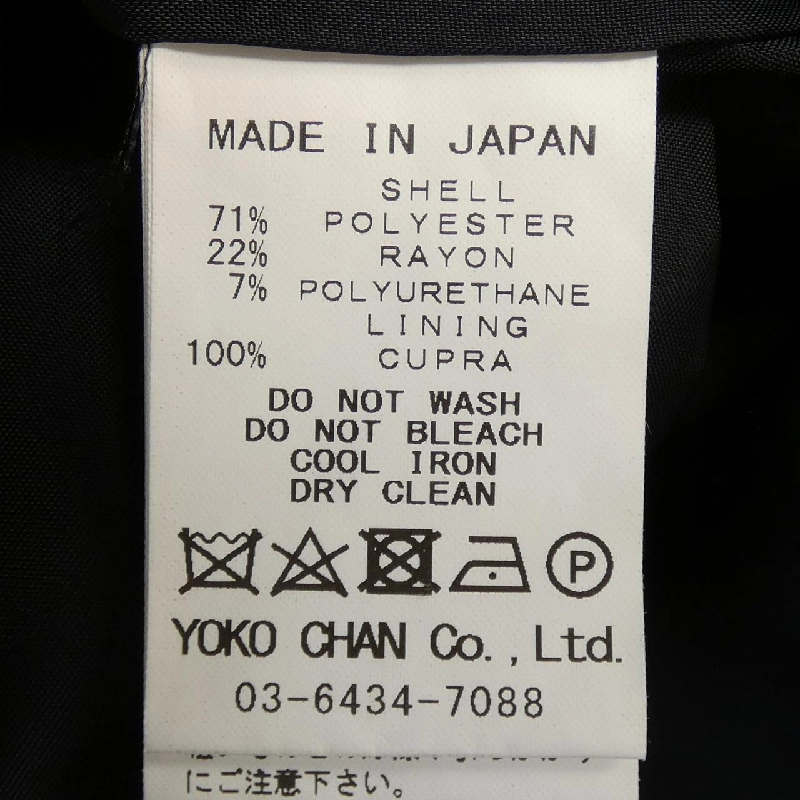 MADE IN JAPAN
SHELL
71% POLYESTER
22% RAYON
7% POLYURETHANE
LINING
100% CUPRA
DO NOT WASH
DO NOT BLEACH
COOL IRON
DRY CLEAN
P
YOKO CHAN Co., Ltd.
03-6434-7088
にご注意下さい。